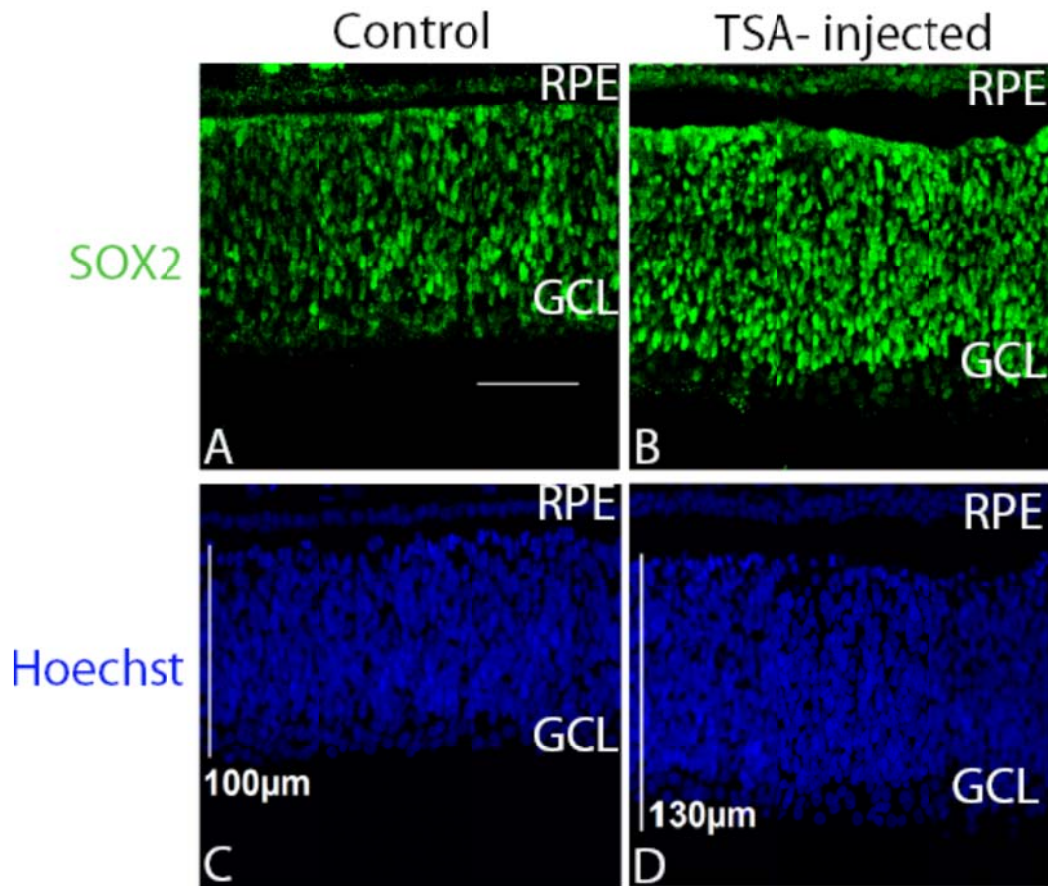 Control
TSA- injected
SOX2
RPE
GCL
A
RPE
GCL
B
Hoechst
RPE
GCL
100µm
C
RPE
GCL
130µm
D